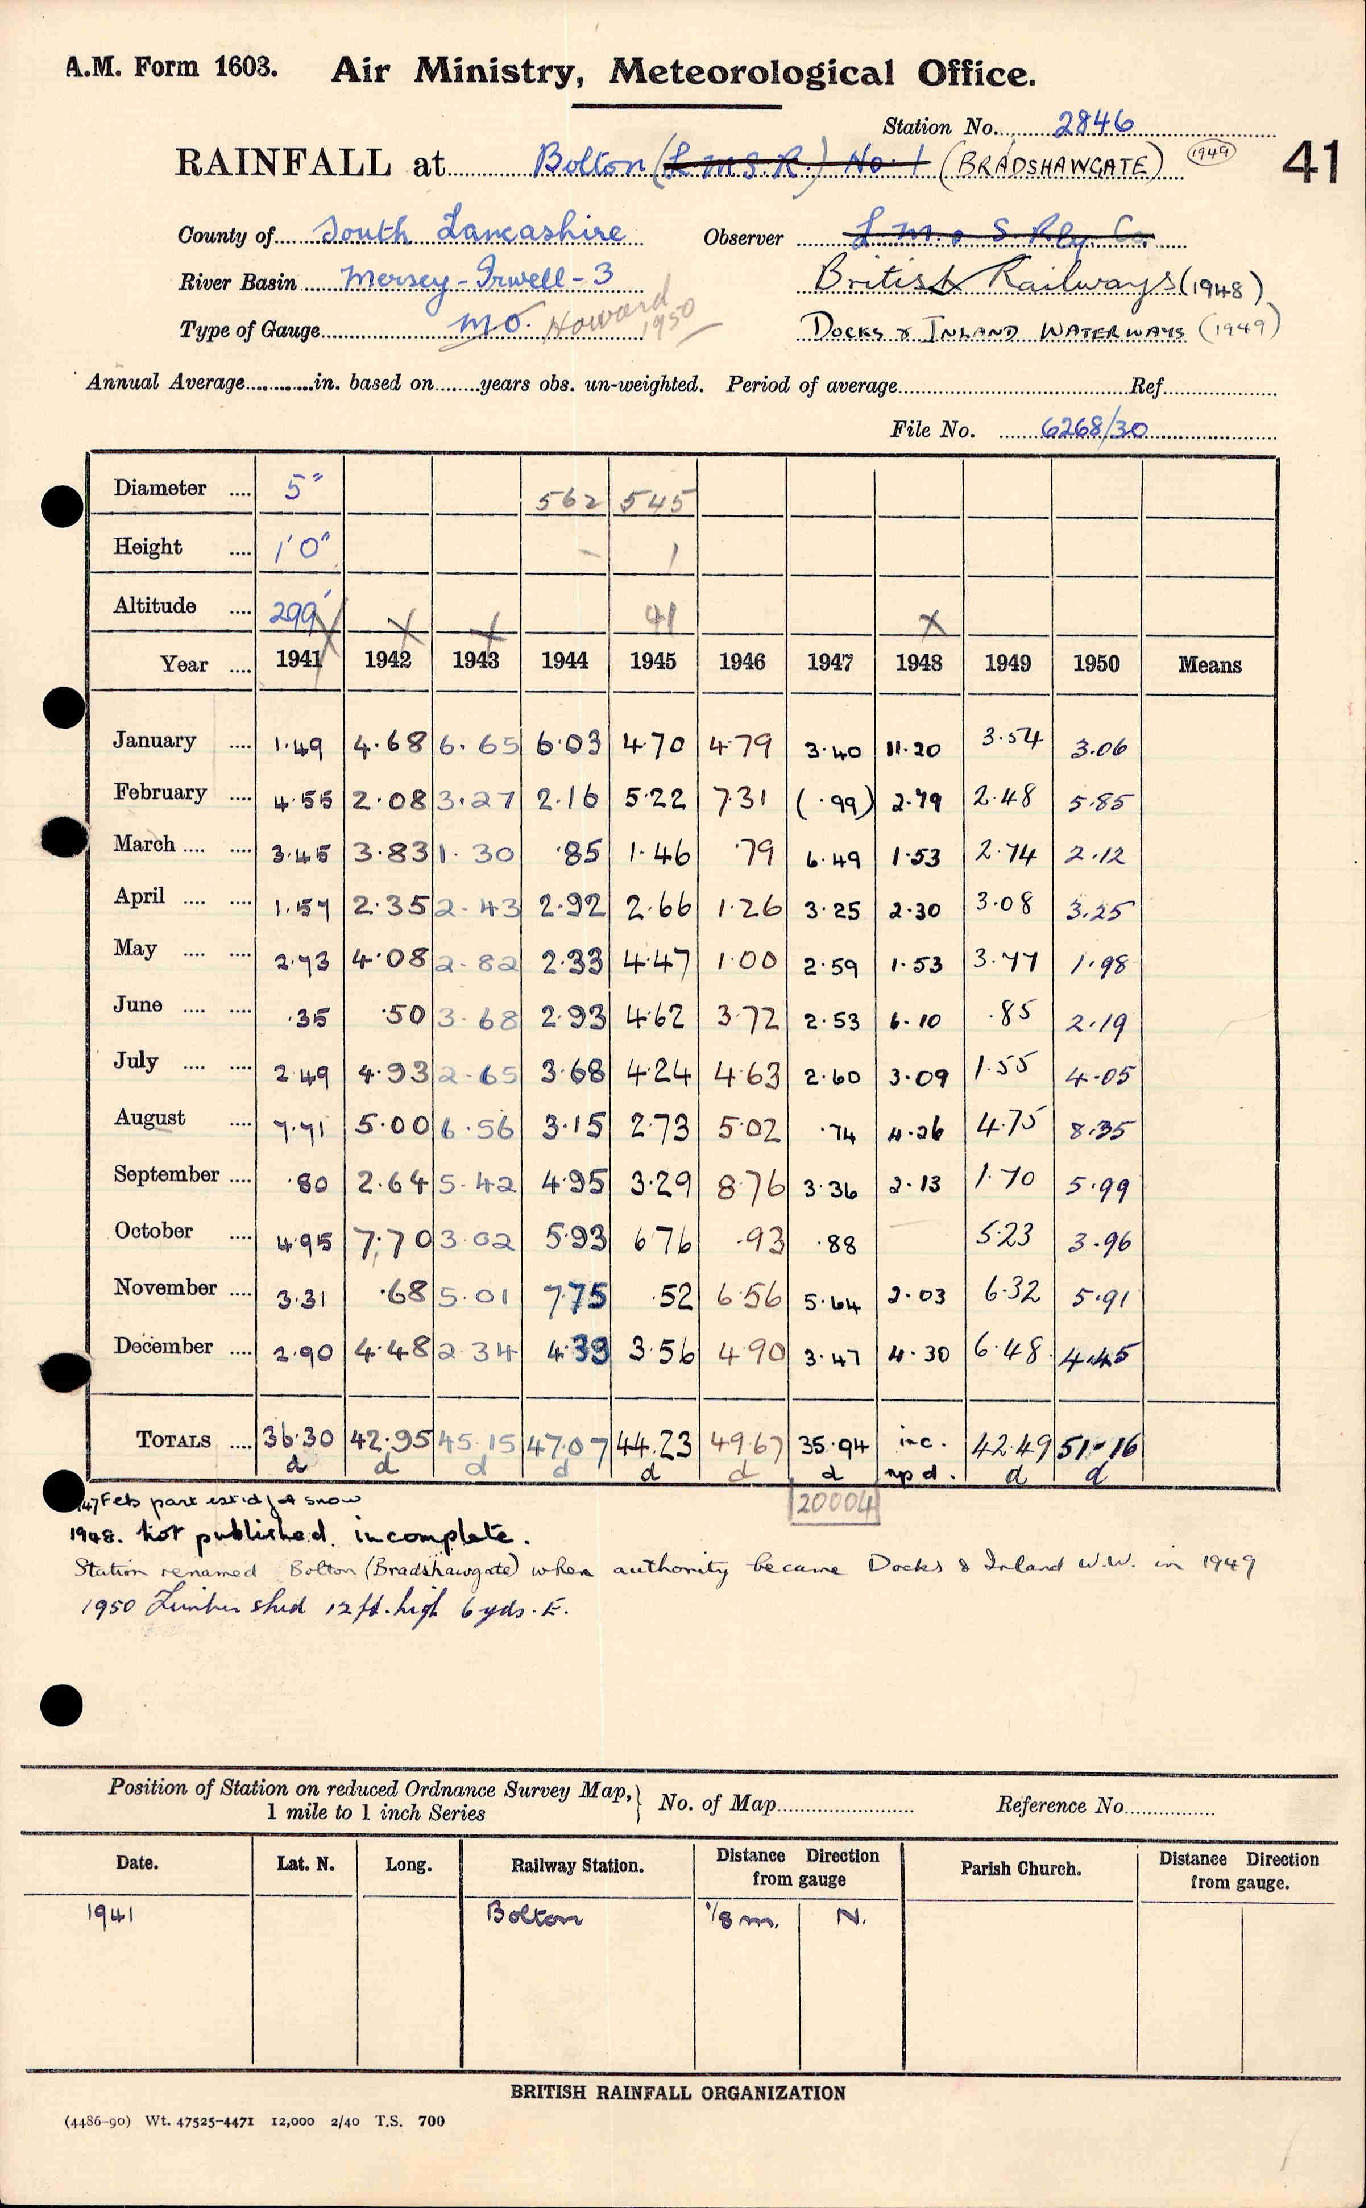 A.M. Form 1603. Air Ministry, Meteorological Office.
Station No. 2846
RAINFALL at Bolton (L.M.S.R.) No. 1 (BRADSHAWGATE) 1949 41
County of South Lancashire Observer L.M. & S. Rly. Co.
River Basin Mersey-Irwell-3 British Railways (1948)
Type of Gauge MO. Howard 1950 DOCKS & INLAND WATERWAYS (1949)
Annual Average in. based on years obs. un-weighted. Period of average Ref.
File No. 6268/30
Diameter .... 5" 562 545
Height .... 1'0" - 1
Altitude .... 299' X X X 41 X
Year .... 1941 1942 1943 1944 1945 1946 1947 1948 1949 1950 Means
January .... 1.49 4.68 6.65 6.03 4.70 4.79 3.40 11.20 3.54 3.06
February .... 4.55 2.08 3.27 2.16 5.22 7.31 (.99) 2.79 2.48 5.85
March .... .... 3.45 3.83 1.30 .85 1.46 .79 6.49 1.53 2.74 2.12
April .... .... 1.57 2.35 2.43 2.92 2.66 1.26 3.25 2.30 3.08 3.25
May .... .... 2.73 4.08 2.82 2.33 4.47 1.00 2.59 1.53 3.77 1.98
June .... .... .35 .50 3.68 2.93 4.62 3.72 2.53 6.10 .85 2.19
July .... .... 2.49 4.93 2.65 3.68 4.24 4.63 2.60 3.09 1.55 4.05
August .... 7.71 5.00 6.56 3.15 2.73 5.02 .74 4.26 4.75 8.35
September .... .80 2.64 5.42 4.95 3.29 8.76 3.36 2.13 1.70 5.99
October .... 4.95 7.70 3.02 5.93 6.76 .93 .88 5.23 3.96
November .... 3.31 .68 5.01 7.75 .52 6.56 5.64 2.03 6.32 5.91
December .... 2.90 4.48 2.34 4.39 3.56 4.90 3.47 4.30 6.48 4.45
TOTALS .... 36.30 42.95 45.15 47.07 44.23 49.67 35.94 inc. 42.49 51.16
d d d d d d d np d. d d
20004
1947 Feb part est'd f of snow
1948. Not published. incomplete.
Station renamed Bolton (Bradshawgate) when authority became Docks & Inland W.W. in 1949
1950 Timber shed 12 ft. high 6 yds. E.
Position of Station on reduced Ordnance Survey Map, 1 mile to 1 inch Series } No. of Map Reference No.
Date. Lat. N. Long. Railway Station. Distance Direction from gauge Parish Church. Distance Direction from gauge.
1941 Bolton 1/8 m. N.
BRITISH RAINFALL ORGANIZATION
(4486-90) Wt. 47525-4471 12,000 2/40 T.S. 700